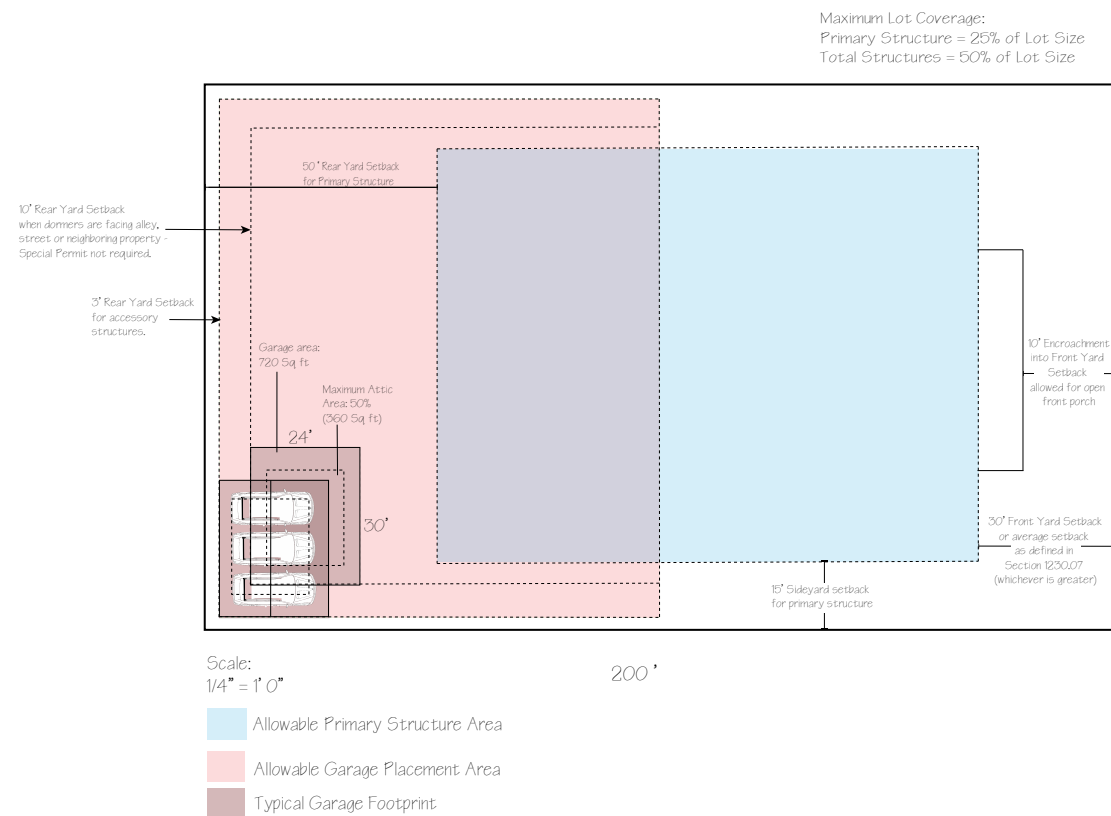 Maximum Lot Coverage:
Primary Structure = 25% of Lot Size
Total Structures = 50% of Lot Size
50' Rear Yard Setback
for Primary Structure
10' Rear Yard Setback
when dormers are facing alley,
street or neighboring property -
Special Permit not required.
3' Rear Yard Setback
for accessory
structures.
Garage area:
720 Sq ft
Maximum Attic
Area: 50%
(360 Sq ft)
24'
30'
10' Encroachment
into Front Yard
Setback
allowed for open
front porch
30' Front Yard Setback
or average setback
as defined in
Section 1230.07
(whichever is greater)
15' Sideyard setback
for primary structure
Scale:
1/4" = 1' 0"
200 '
Allowable Primary Structure Area
Allowable Garage Placement Area
Typical Garage Footprint